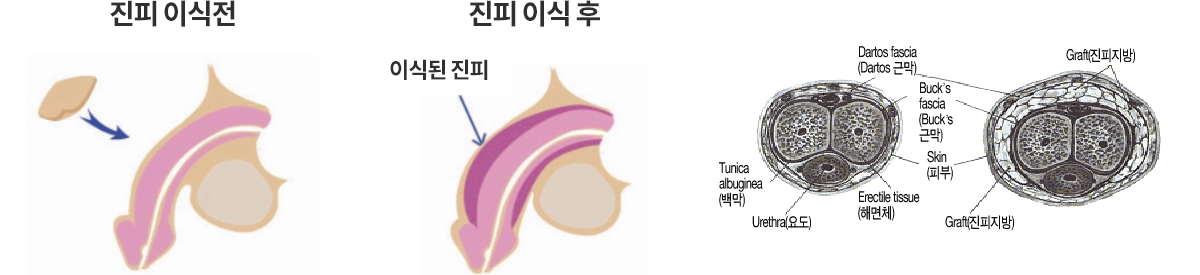 진피 이식전
진피 이식 후
이식된 진피
Dartos fascia
(Dartos 근막)
Graft(진피지방)
Buck`s
fascia
(Buck's
근막)
Skin
(피부)
Tunica
albuginea
(백막)
Erectile tissue
(해면체)
Urethra(요도)
Graft(진피지방)